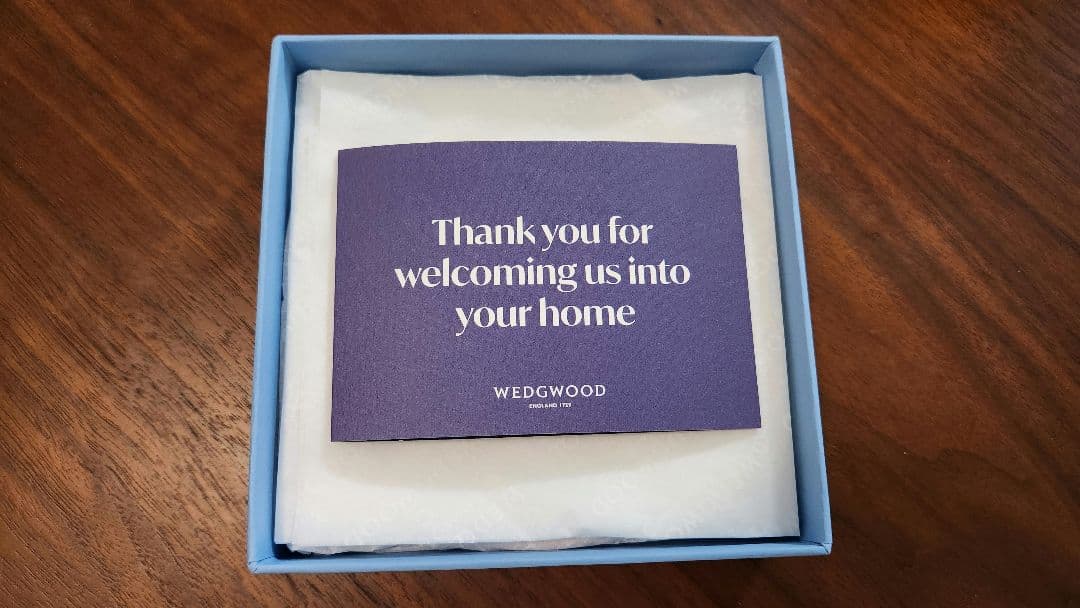 Thank you for
welcoming us into
your home
WEDGWOOD
ENGLAND 1759